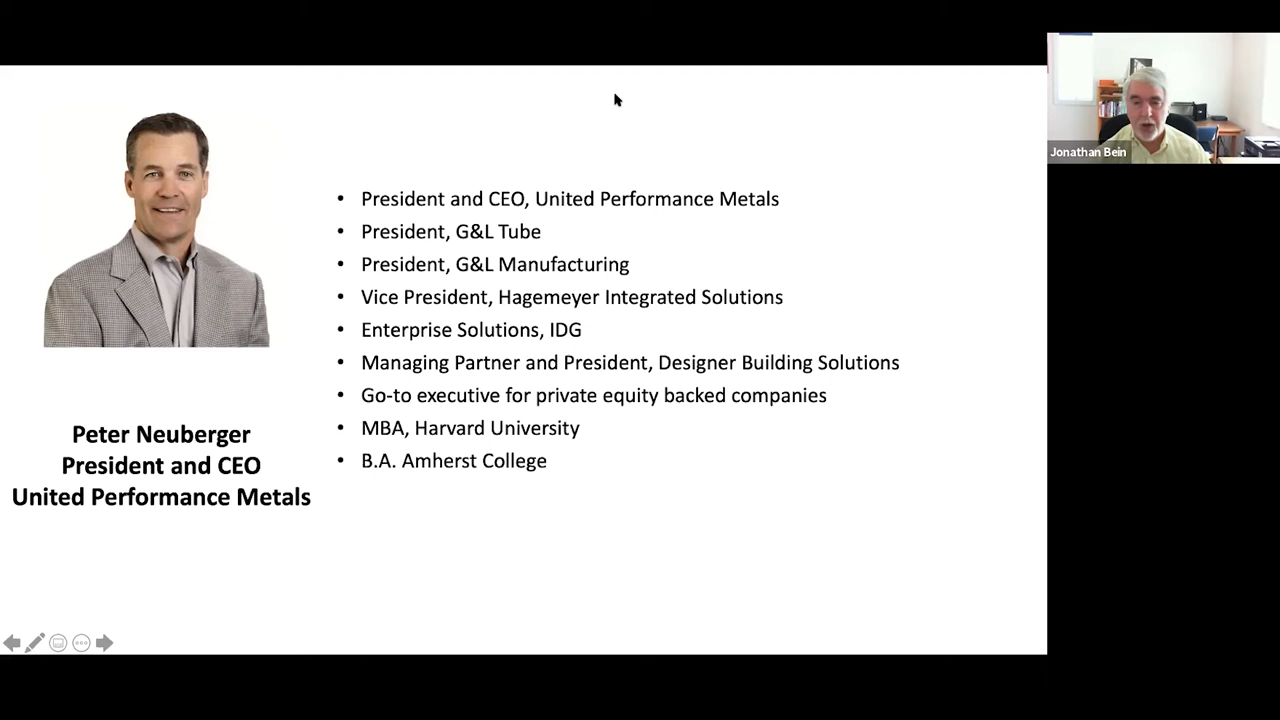 Jonathan Bein
• President and CEO, United Performance Metals
• President, G&L Tube
• President, G&L Manufacturing
• Vice President, Hagemeyer Integrated Solutions
• Enterprise Solutions, IDG
• Managing Partner and President, Designer Building Solutions
• Go-to executive for private equity backed companies
• MBA, Harvard University
• B.A. Amherst College
Peter Neuberger
President and CEO
United Performance Metals